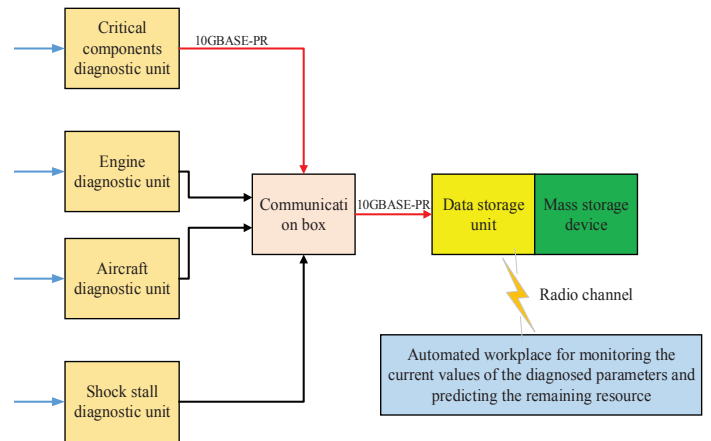 Critical
components
diagnostic unit
10GBASE-PR
Engine
diagnostic unit
Communicati
on box
10GBASE-PR
Data storage
unit
Mass storage
device
Aircraft
diagnostic unit
Radio channel
Automated workplace for monitoring the
current values of the diagnosed parameters and
predicting the remaining resource
Shock stall
diagnostic unit